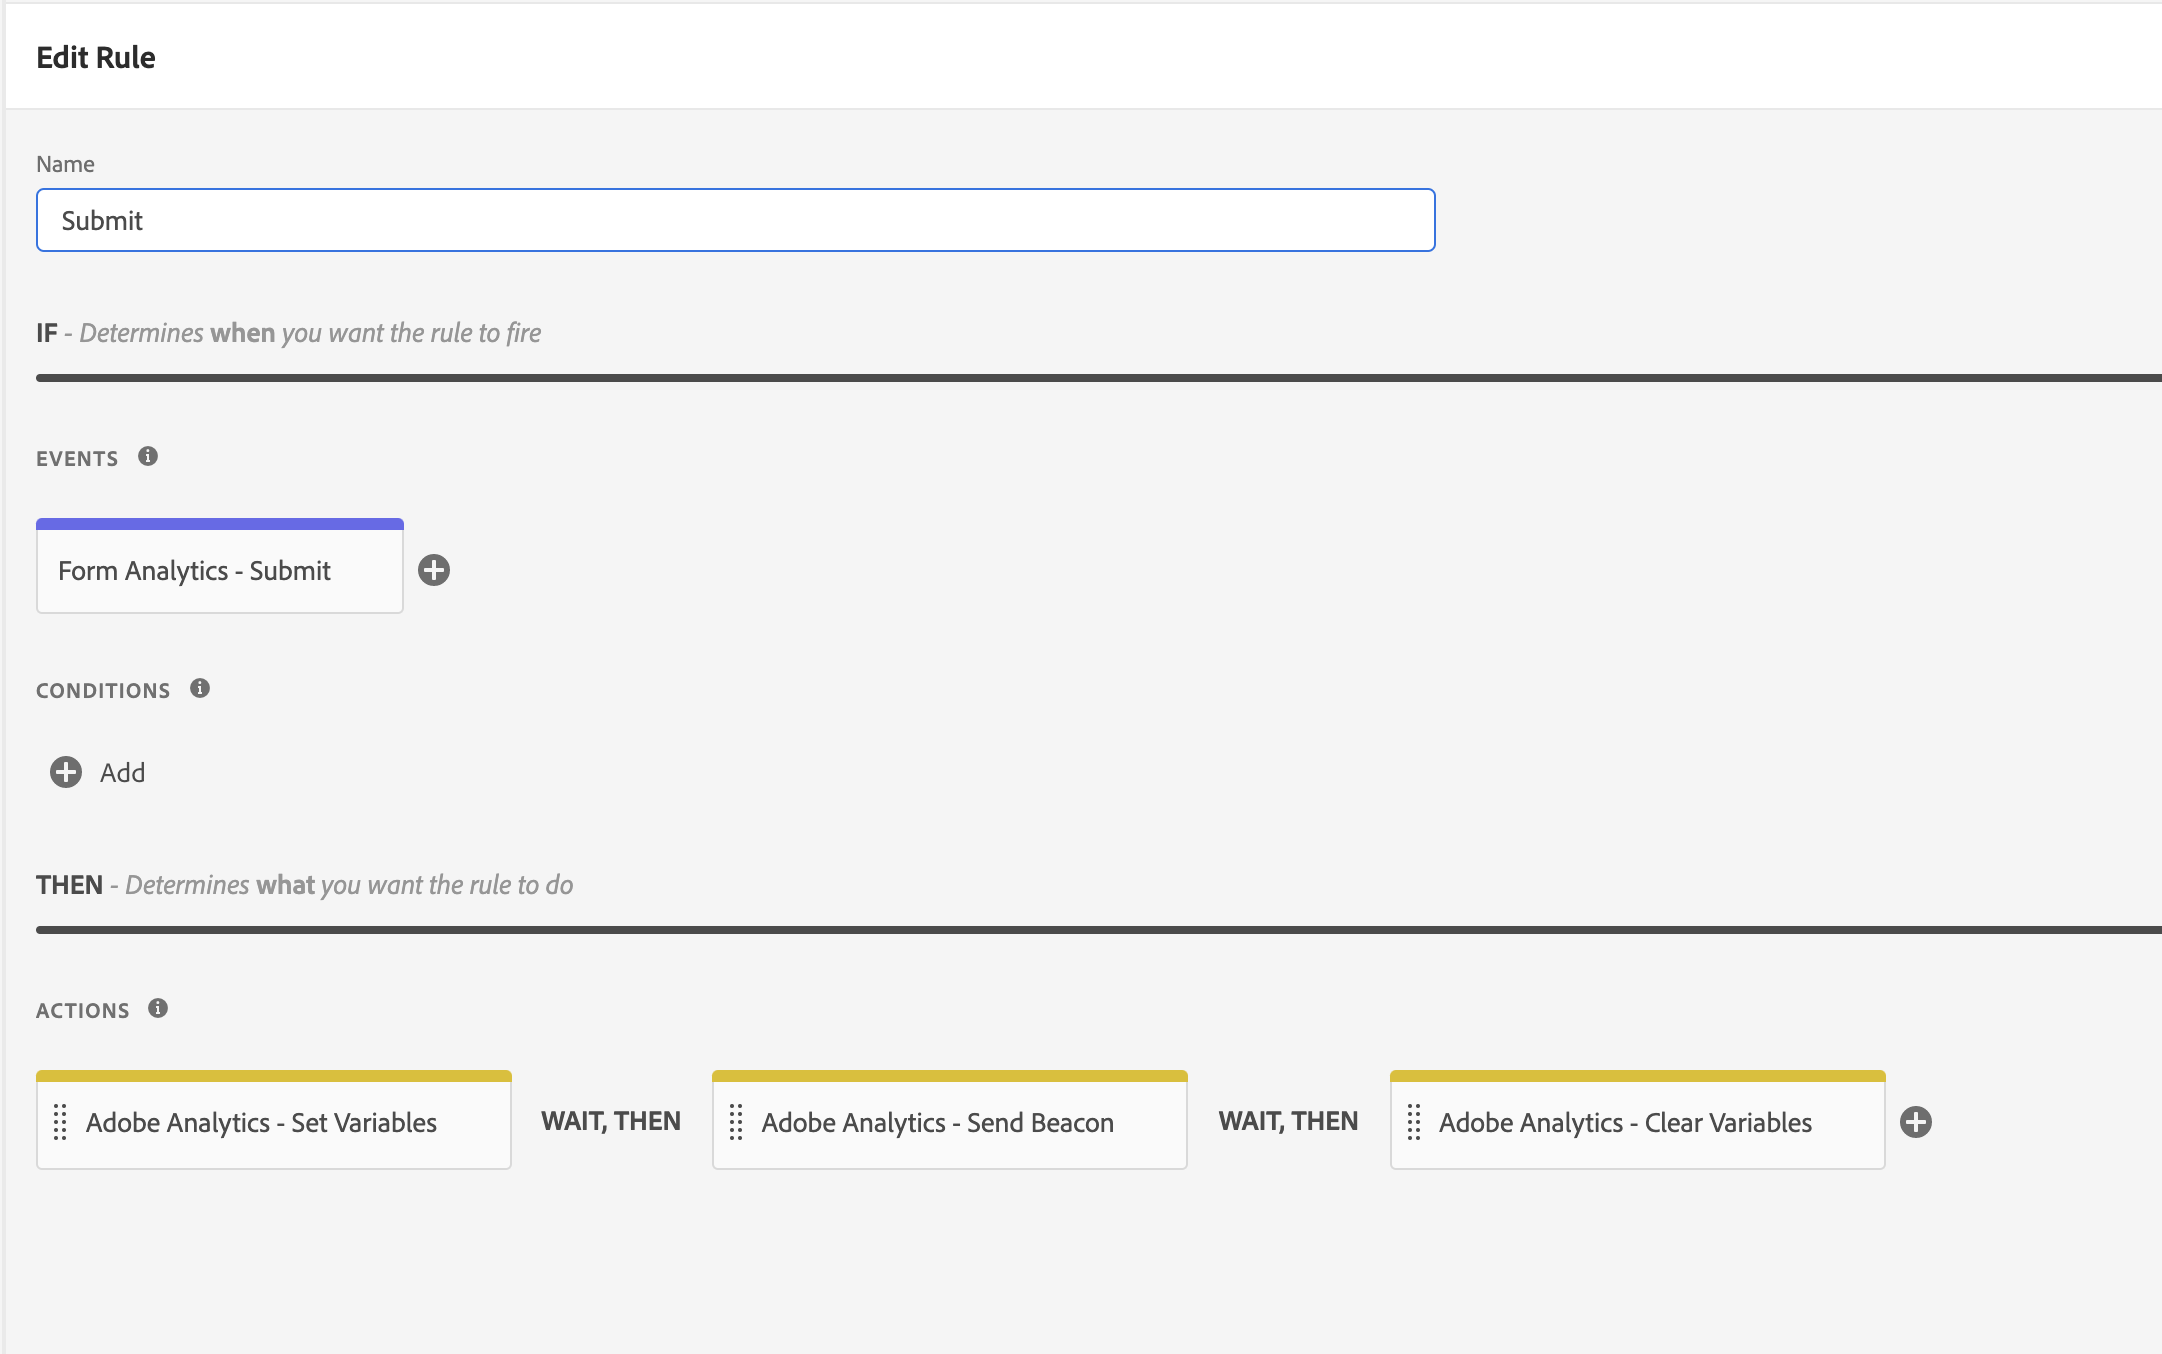 Edit Rule
Name
Submit
IF - Determines when you want the rule to fire
EVENTS
Form Analytics - Submit
CONDITIONS
Add
THEN - Determines what you want the rule to do
ACTIONS
Adobe Analytics - Set Variables WAIT, THEN Adobe Analytics - Send Beacon WAIT, THEN Adobe Analytics - Clear Variables